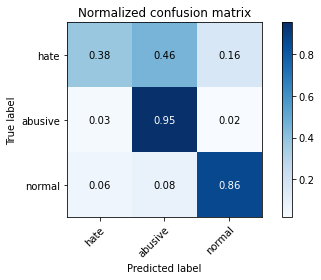 Normalized confusion matrix
True label
hate 0.38 0.46 0.16
abusive 0.03 0.95 0.02
normal 0.06 0.08 0.86
hate abusive normal
Predicted label
0.8
0.6
0.4
0.2